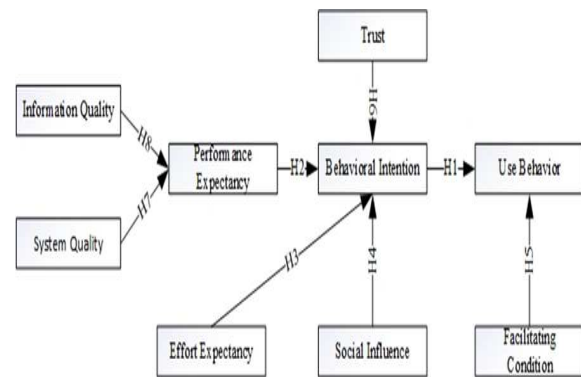 Trust
H6
Information Quality
H8
Performance
Expectancy
H2
Behavioral Intention
H1
Use Behavior
H7
System Quality
H3
H4
H5
Effort Expectancy
Social Influence
Facilitating
Condition